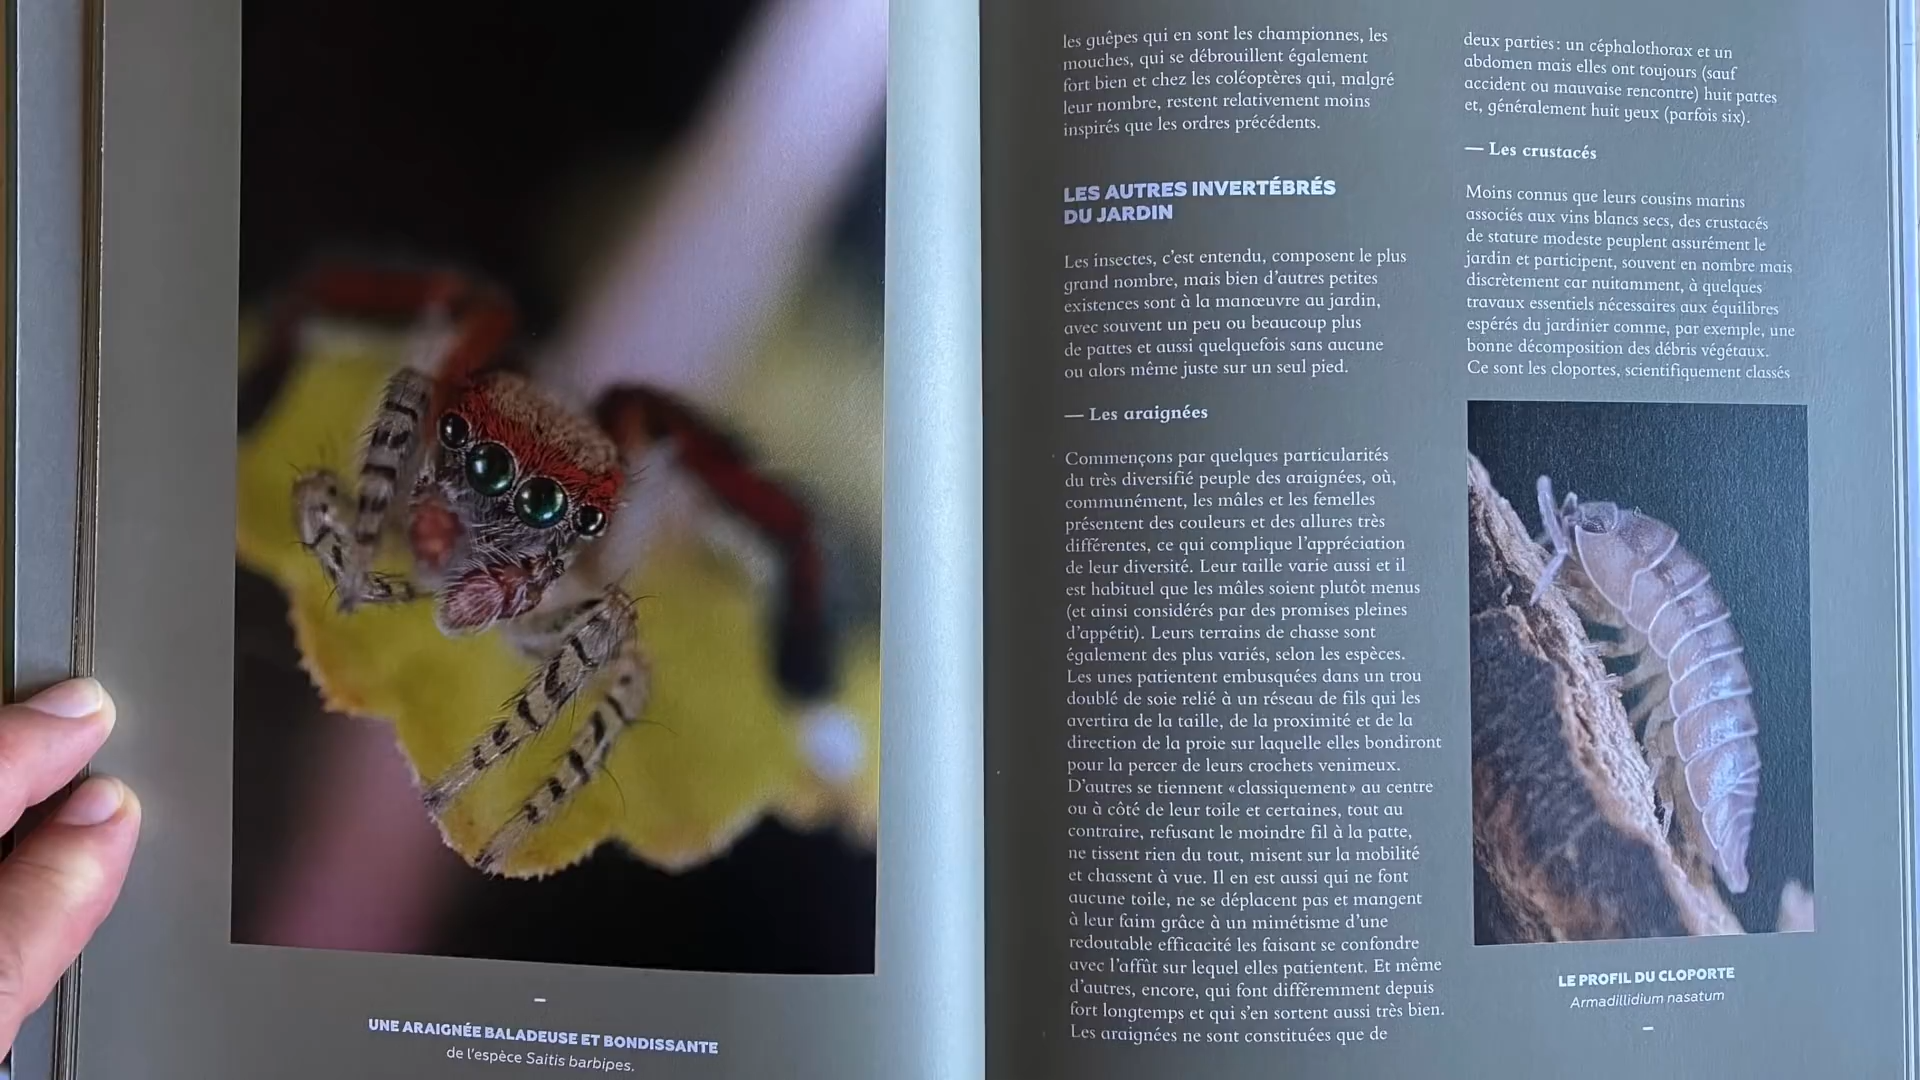 UNE ARAIGNÉE BALADEUSE ET BONDISSANTE
de l'espèce Saitis barbipes.
les guêpes qui en sont les championnes, les
mouches, qui se débrouillent également
fort bien et chez les coléoptères qui, malgré
leur nombre, restent relativement moins
inspirés que les ordres précédents.
LES AUTRES INVERTÉBRÉS
DU JARDIN
Les insectes, c'est entendu, composent le plus
grand nombre, mais bien d'autres petites
existences sont à la manœuvre au jardin,
avec souvent un peu ou beaucoup plus
de pattes et aussi quelquefois sans aucune
ou alors même juste sur un seul pied.
— Les araignées
Commençons par quelques particularités
du très diversifié peuple des araignées, où,
communément, les mâles et les femelles
présentent des couleurs et des allures très
différentes, ce qui complique l'appréciation
de leur diversité. Leur taille varie aussi et il
est habituel que les mâles soient plutôt menus
(et ainsi considérés par des promises pleines
d'appétit). Leurs terrains de chasse sont
également des plus variés, selon les espèces.
Les unes patientent embusquées dans un trou
doublé de soie relié à un réseau de fils qui les
avertira de la taille, de la proximité et de la
direction de la proie sur laquelle elles bondiront
pour la percer de leurs crochets venimeux.
D'autres se tiennent «classiquement» au centre
ou à côté de leur toile et certaines, tout au
contraire, refusant le moindre fil à la patte,
ne tissent rien du tout, misent sur la mobilité
et chassent à vue. Il en est aussi qui ne font
aucune toile, ne se déplacent pas et mangent
à leur faim grâce à un mimétisme d'une
redoutable efficacité les faisant se confondre
avec l'affût sur lequel elles patientent. Et même
d'autres, encore, qui font différemment depuis
fort longtemps et qui s'en sortent aussi très bien.
Les araignées ne sont constituées que de
deux parties: un céphalothorax et un
abdomen mais elles ont toujours (sauf
accident ou mauvaise rencontre) huit pattes
et, généralement huit yeux (parfois six).
— Les crustacés
Moins connus que leurs cousins marins
associés aux vins blancs secs, des crustacés
de stature modeste peuplent assurément le
jardin et participent, souvent en nombre mais
discrètement car nuitamment, à quelques
travaux essentiels nécessaires aux équilibres
espérés du jardinier comme, par exemple, une
bonne décomposition des débris végétaux.
Ce sont les cloportes, scientifiquement classés
LE PROFIL DU CLOPORTE
Armadillidium nasatum